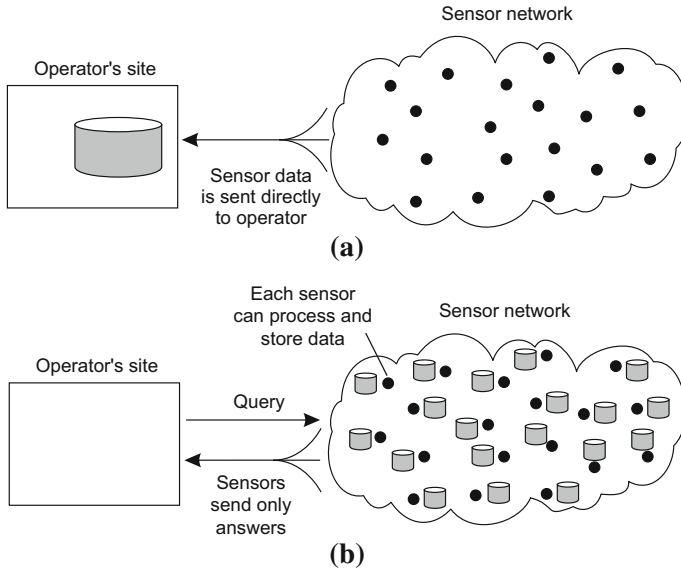 Sensor network
Operator's site
Sensor data
is sent directly
to operator
(a)
Each sensor
can process and
store data
Sensor network
Operator's site
Query
Sensors
send only
answers
(b)